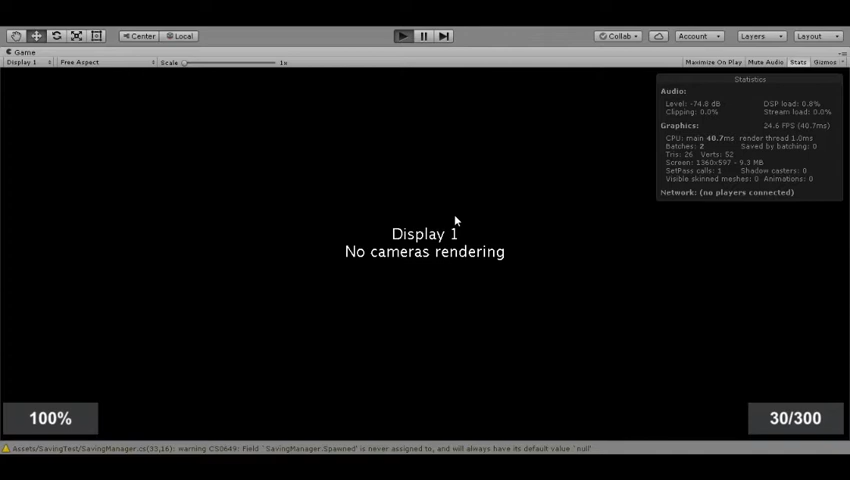 Center Local Collab Account Layers Layout
Game
Display 1 Free Aspect Scale 1x Maximize On Play Mute Audio Stats Gizmos
Statistics
Audio:
Level: -74.8 dB DSP load: 0.8%
Clipping: 0.0% Stream load: 0.0%
Graphics: 24.6 FPS (40.7ms)
CPU: main 40.7ms render thread 1.0ms
Batches: 2 Saved by batching: 0
Tris: 26 Verts: 52
Screen: 1360x597 - 9.3 MB
SetPass calls: 1 Shadow casters: 0
Visible skinned meshes: 0 Animations: 0
Network: (no players connected)
Display 1
No cameras rendering
100% 30/300
Assets/SavingTest/SavingManager.cs(33,16): warning CS0649: Field `SavingManager.Spawned' is never assigned to, and will always have its default value `null'